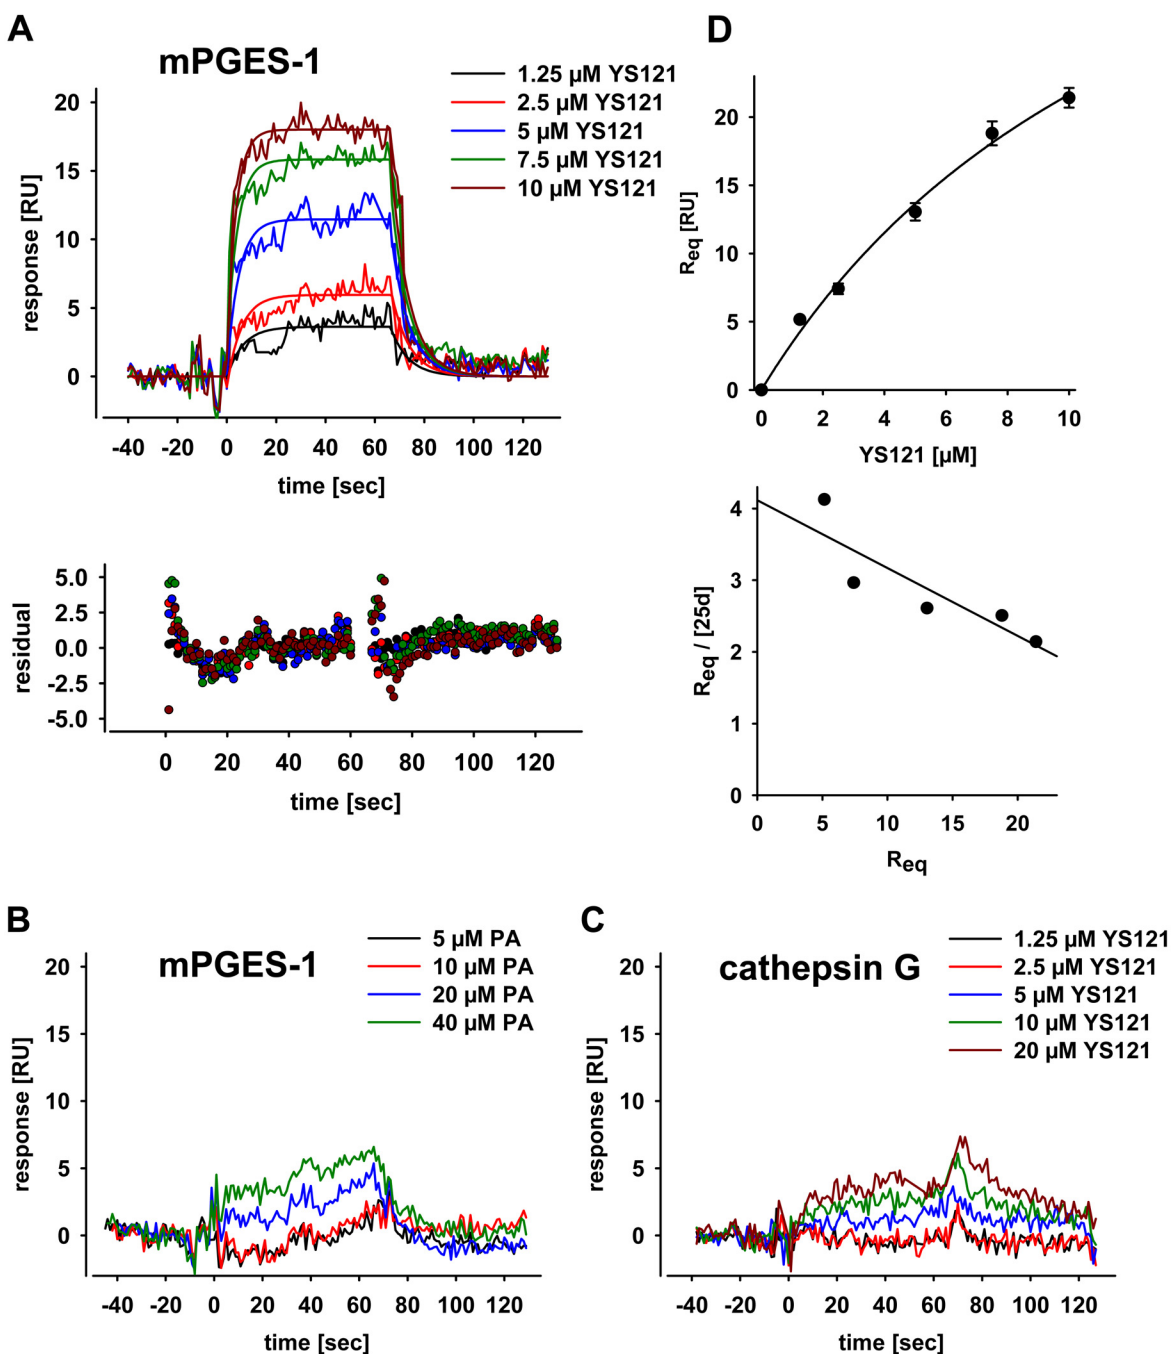 A
mPGES-1
1.25 µM YS121
2.5 µM YS121
5 µM YS121
7.5 µM YS121
10 µM YS121
response [RU]
20
15
10
5
0
-40 -20 0 20 40 60 80 100 120
time [sec]
residual
5.0
2.5
0.0
-2.5
-5.0
0 20 40 60 80 100 120
time [sec]
D
Req [RU]
20
15
10
5
0
0 2 4 6 8 10
YS121 [µM]
Req / [25d]
4
3
2
1
0
0 5 10 15 20
Req
B
mPGES-1
5 µM PA
10 µM PA
20 µM PA
40 µM PA
response [RU]
20
15
10
5
0
-40 -20 0 20 40 60 80 100 120
time [sec]
C
cathepsin G
1.25 µM YS121
2.5 µM YS121
5 µM YS121
10 µM YS121
20 µM YS121
response [RU]
20
15
10
5
0
-40 -20 0 20 40 60 80 100 120
time [sec]